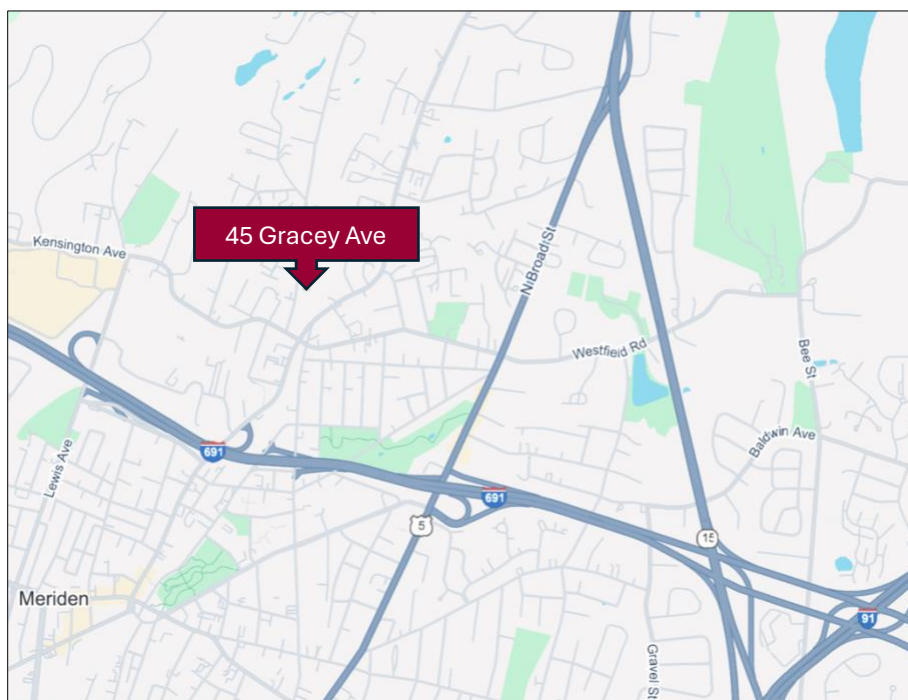 45 Gracey Ave
Kensington Ave
N Broad St
Westfield Rd
Bee St
Baldwin Ave
Lewis Ave
691
691
5
15
Meriden
91
Gravel St